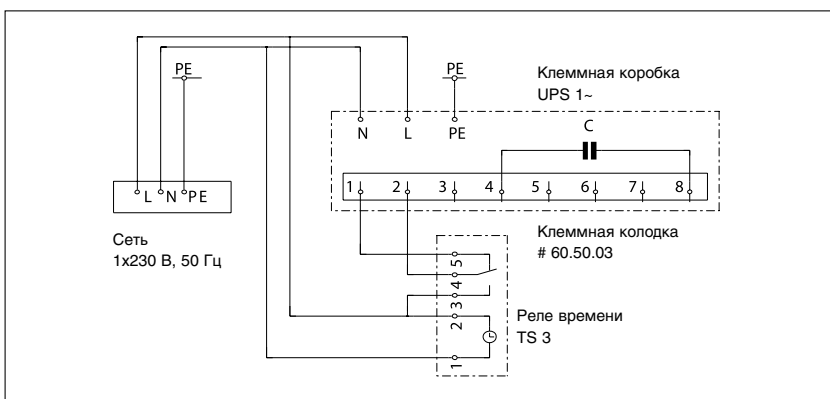 PE
PE
Клеммная коробка
UPS 1~
N L PE
C
1 2 3 4 5 6 7 8
L N PE
Сеть
1x230 В, 50 Гц
Клеммная колодка
# 60.50.03
5
4
3
2
1
Реле времени
TS 3